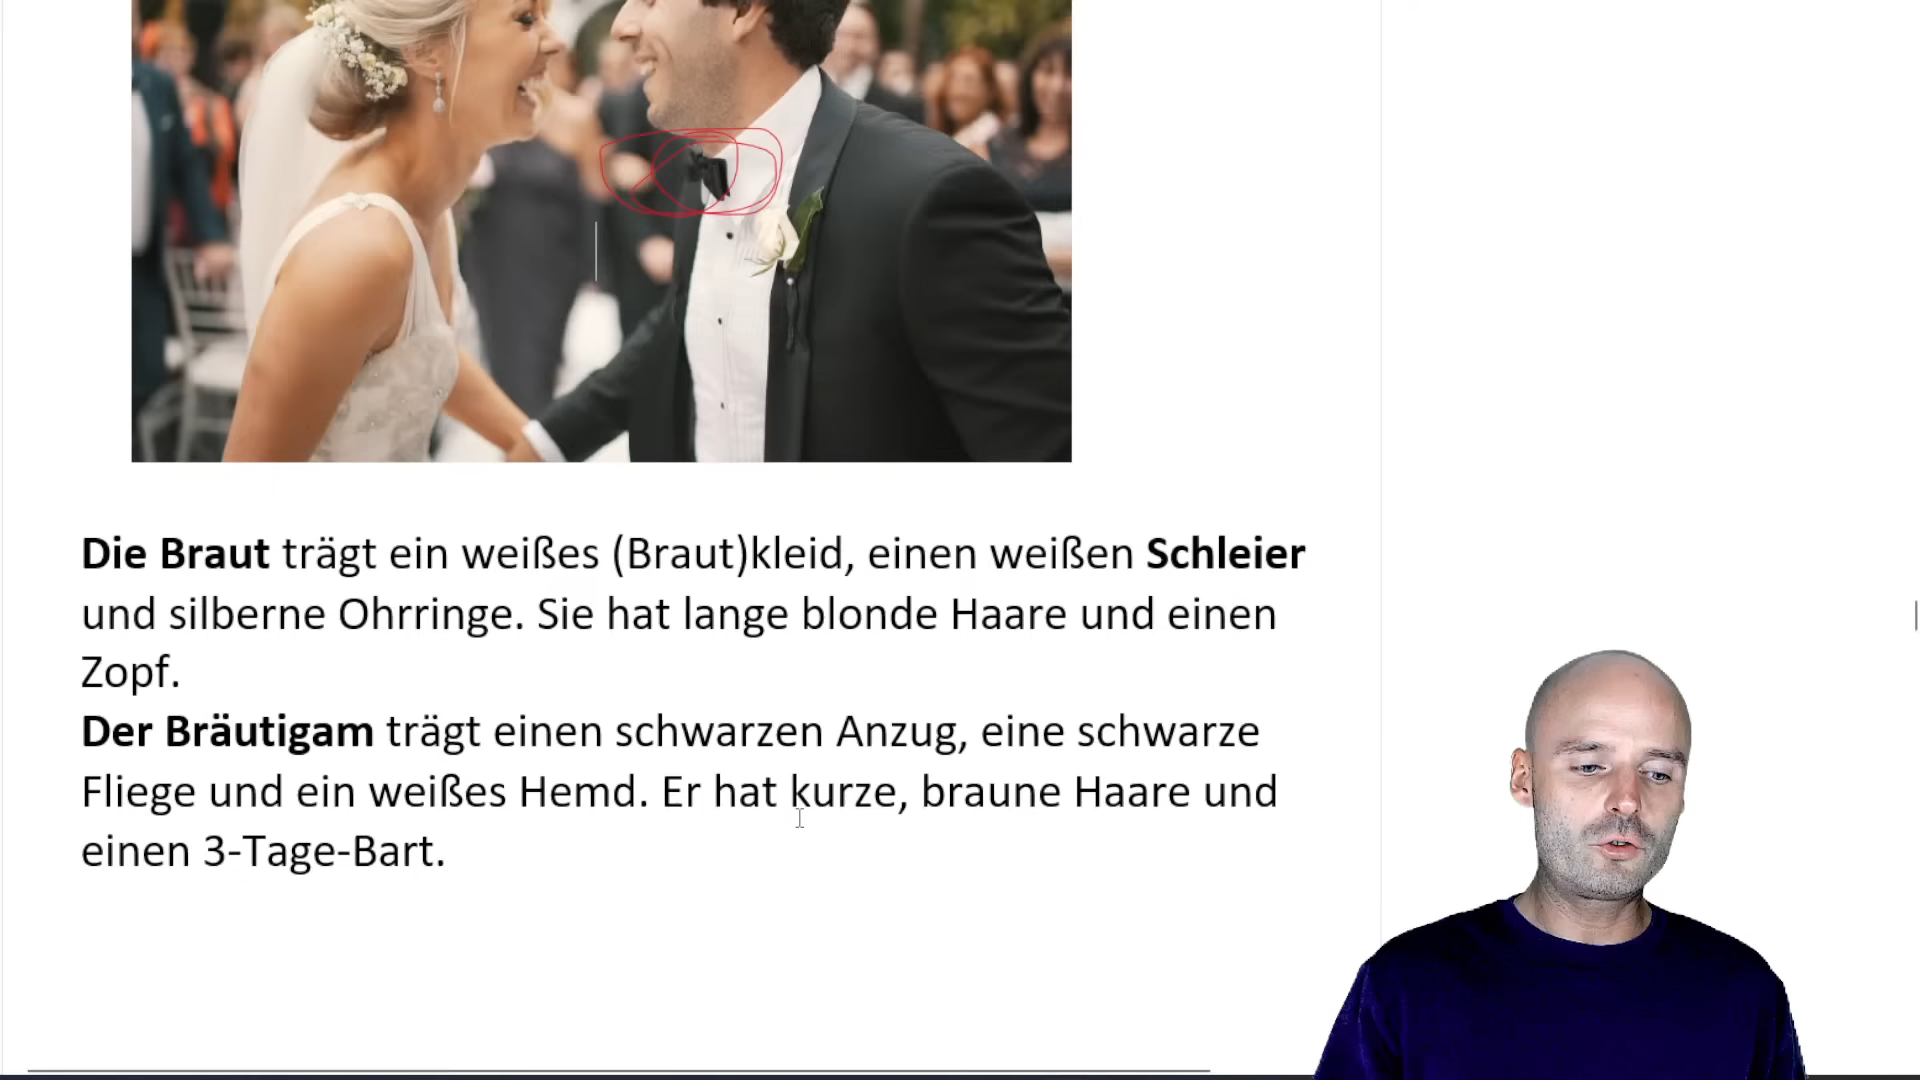 Die Braut trägt ein weißes (Braut)kleid, einen weißen Schleier
und silberne Ohrringe. Sie hat lange blonde Haare und einen
Zopf.
Der Bräutigam trägt einen schwarzen Anzug, eine schwarze
Fliege und ein weißes Hemd. Er hat kurze, braune Haare und
einen 3-Tage-Bart.